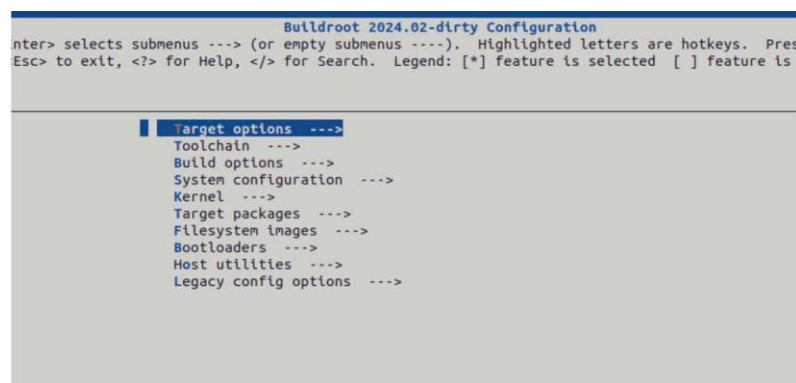 Buildroot 2024.02-dirty Configuration
nter> selects submenus ---> (or empty submenus ----). Highlighted letters are hotkeys. Pres
Esc> to exit, <?> for Help, </> for Search. Legend: [*] feature is selected [ ] feature is
Target options --->
Toolchain --->
Build options --->
System configuration --->
Kernel --->
Target packages --->
Filesystem images --->
Bootloaders --->
Host utilities --->
Legacy config options --->